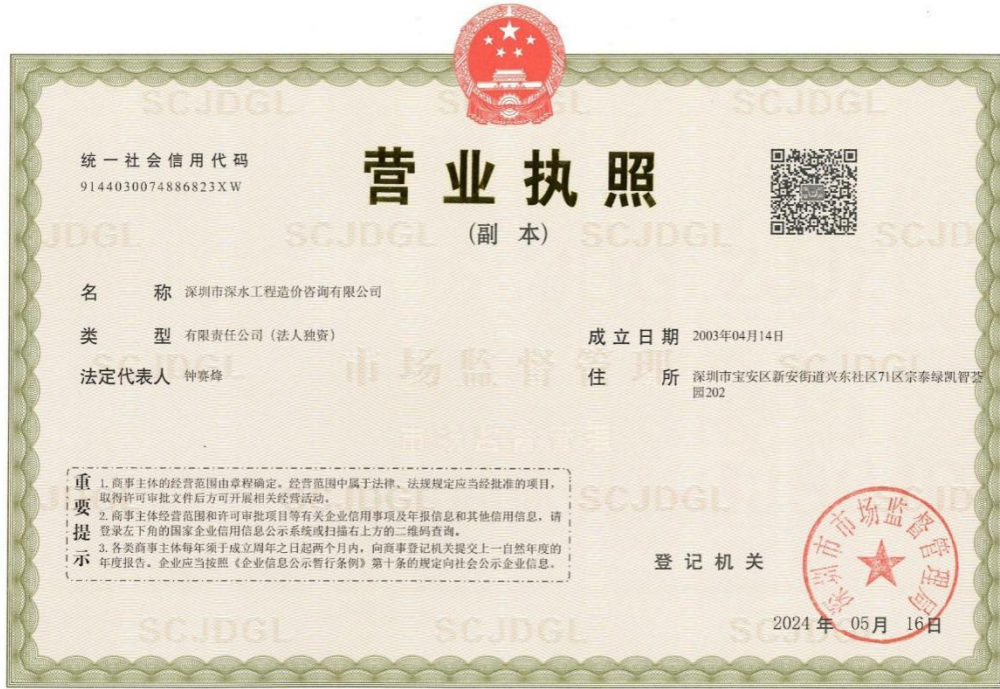 统一社会信用代码
9144030074886823XW
营业执照
(副 本)
名 称 深圳市深水工程造价咨询有限公司
类 型 有限责任公司（法人独资）
成立日期 2003年04月14日
法定代表人 钟赛烽
住 所 深圳市宝安区新安街道兴东社区71区宗泰绿凯智荟
园202
重要提示
1. 商事主体的经营范围由章程确定。经营范围中属于法律、法规规定应当经批准的项目，
取得许可审批文件后方可开展相关经营活动。
2. 商事主体经营范围和许可审批项目等有关企业信用事项及年报信息和其他信用信息，请
登录左下角的国家企业信用信息公示系统或扫描右上方的二维码查询。
3. 各类商事主体每年须于成立周年之日起两个月内，向商事登记机关提交上一自然年度的
年度报告。企业应当按照《企业信息公示暂行条例》第十条的规定向社会公示企业信息。
登记机关
深圳市市场监督管理局
2024 年 05月 16日
SCJDGL
市场监督管理